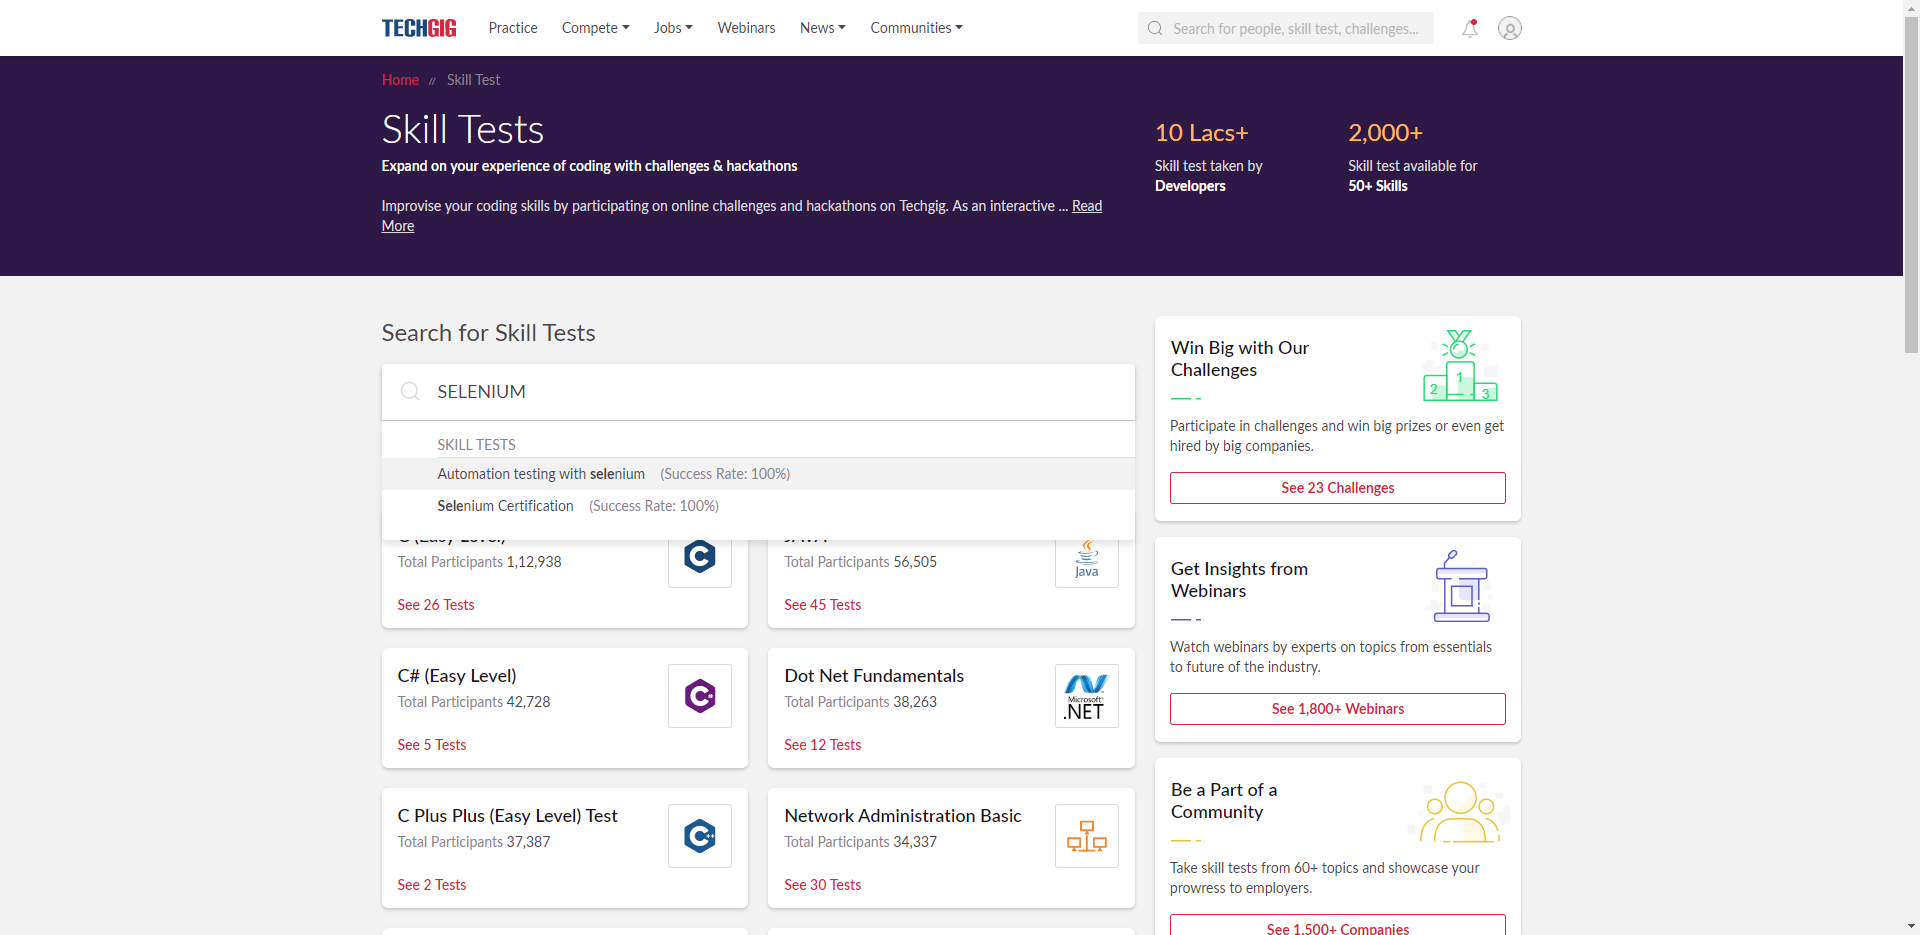 TECHGIG
Practice
Compete
Jobs
Webinars
News
Communities
Search for people, skill test, challenges...
Home // Skill Test
Skill Tests
Expand on your experience of coding with challenges & hackathons
Improvise your coding skills by participating on online challenges and hackathons on Techgig. As an interactive ... Read
More
10 Lacs+
Skill test taken by
Developers
2,000+
Skill test available for
50+ Skills
Search for Skill Tests
SELENIUM
SKILL TESTS
Automation testing with selenium (Success Rate: 100%)
Selenium Certification (Success Rate: 100%)
Total Participants 1,12,938
See 26 Tests
JAVA
Total Participants 56,505
Java
See 45 Tests
C# (Easy Level)
Total Participants 42,728
See 5 Tests
Dot Net Fundamentals
Total Participants 38,263
Microsoft
.NET
See 12 Tests
C Plus Plus (Easy Level) Test
Total Participants 37,387
See 2 Tests
Network Administration Basic
Total Participants 34,337
See 30 Tests
Win Big with Our
Challenges
2 1 3
Participate in challenges and win big prizes or even get
hired by big companies.
See 23 Challenges
Get Insights from
Webinars
Watch webinars by experts on topics from essentials
to future of the industry.
See 1,800+ Webinars
Be a Part of a
Community
Take skill tests from 60+ topics and showcase your
prowress to employers.
See 1,500+ Companies